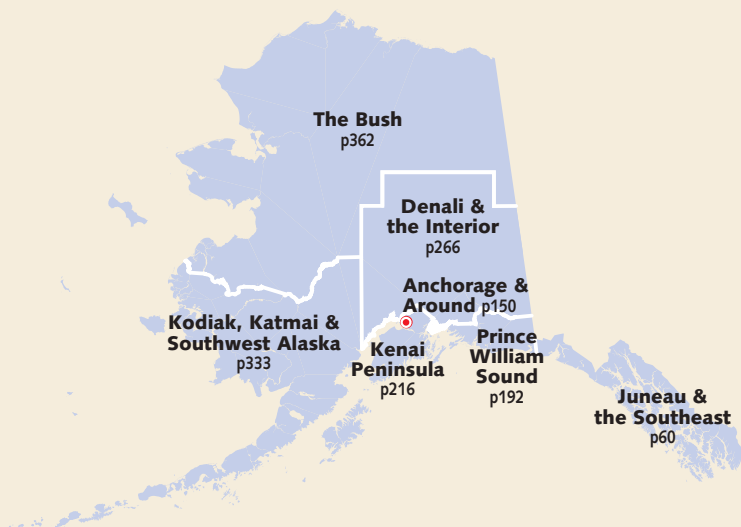 The Bush
p362
Denali &
the Interior
p266
Anchorage &
Around p150
Kodiak, Katmai &
Southwest Alaska
p333
Kenai
Peninsula
p216
Prince
William
Sound
p192
Juneau &
the Southeast
p60